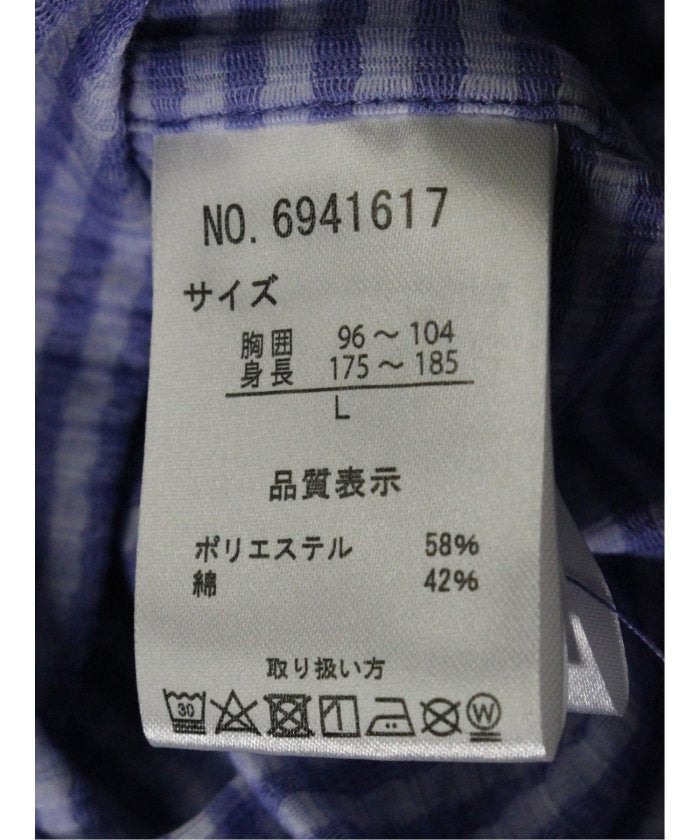 NO. 6941617
サイズ
胸囲 96～104
身長 175～185
L
品質表示
ポリエステル 58%
綿 42%
取り扱い方
30 W